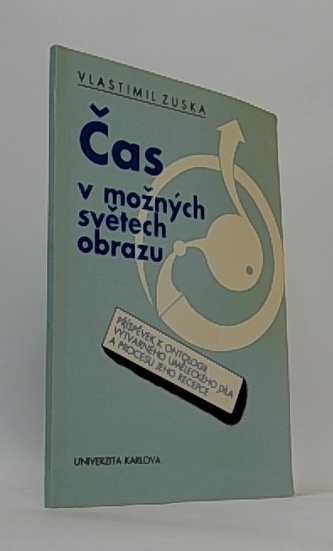 VLASTIMIL ZUSKA
Čas
v možných
světech
obrazu
PŘÍSPĚVEK K ONTOLOGII
VÝTVARNÉHO UMĚLECKÉHO DÍLA
A PROCESU JEHO RECEPCE
UNIVERZITA KARLOVA